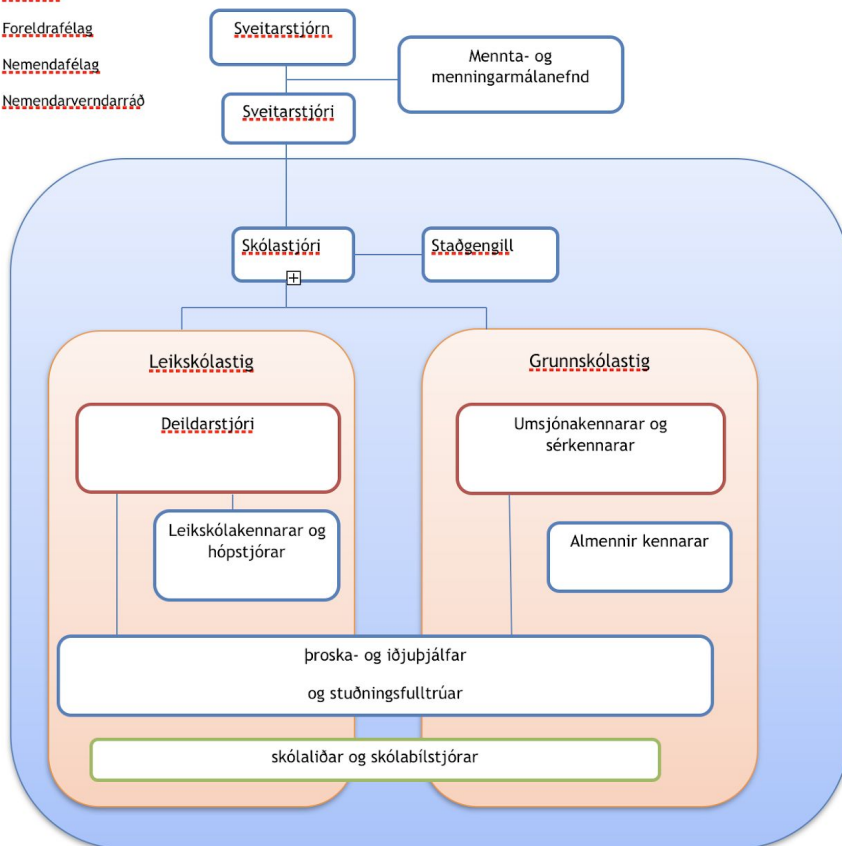 Foreldrafélag
Nemendafélag
Nemendarverndarráð
Sveitarstjórn
Mennta- og
menningarmálanefnd
Sveitarstjóri
Skólastjóri
Staðgengill
Leikskólastig
Grunnskólastig
Deildarstjóri
Umsjónakennarar og
sérkennarar
Leikskólakennarar og
hópstjórar
Almennir kennarar
þroska- og iðjuþjálfar
og stuðningsfulltrúar
skólaliðar og skólabílstjórar